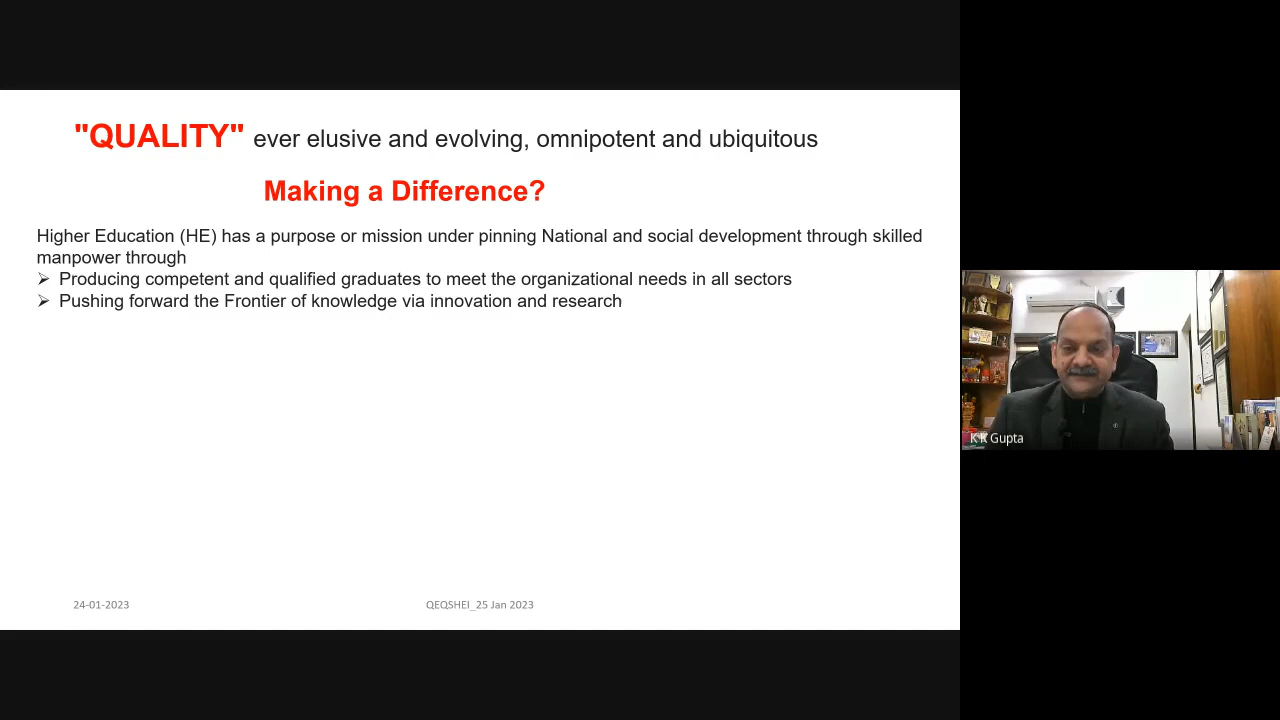 "QUALITY" ever elusive and evolving, omnipotent and ubiquitous
Making a Difference?
Higher Education (HE) has a purpose or mission under pinning National and social development through skilled
manpower through
➢ Producing competent and qualified graduates to meet the organizational needs in all sectors
➢ Pushing forward the Frontier of knowledge via innovation and research
24-01-2023
QEQSHEI_25 Jan 2023
K K Gupta